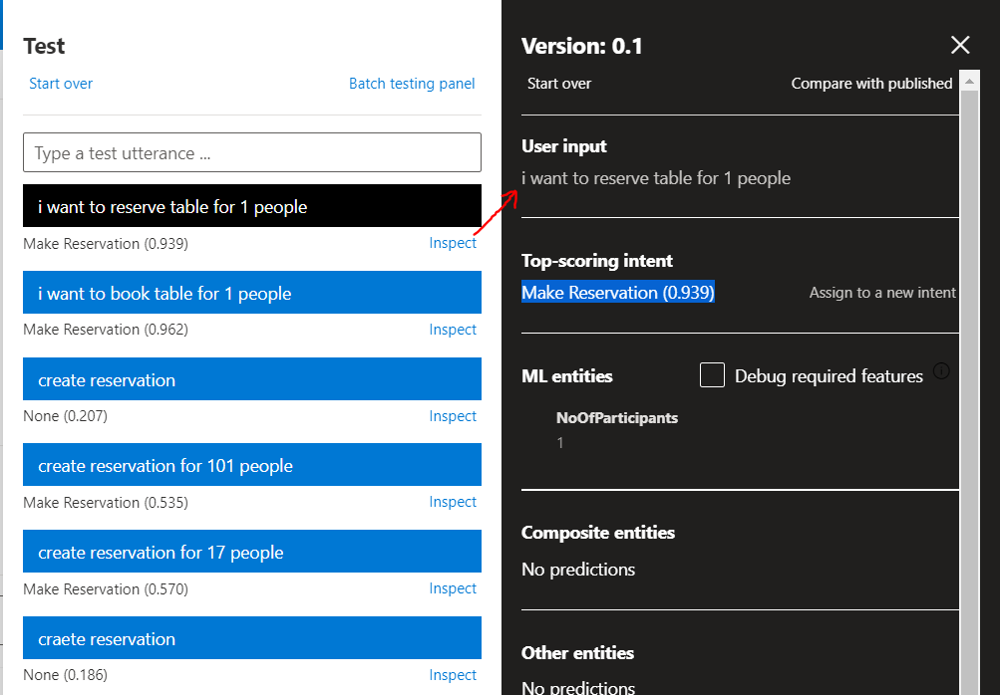 Test
Start over
Batch testing panel
Type a test utterance ...
i want to reserve table for 1 people
Make Reservation (0.939)
Inspect
i want to book table for 1 people
Make Reservation (0.962)
Inspect
create reservation
None (0.207)
Inspect
create reservation for 101 people
Make Reservation (0.535)
Inspect
create reservation for 17 people
Make Reservation (0.570)
Inspect
craete reservation
None (0.186)
Inspect
Version: 0.1
Start over
Compare with published
User input
i want to reserve table for 1 people
Top-scoring intent
Make Reservation (0.939)
Assign to a new intent
ML entities
Debug required features
NoOfParticipants
1
Composite entities
No predictions
Other entities
No predictions